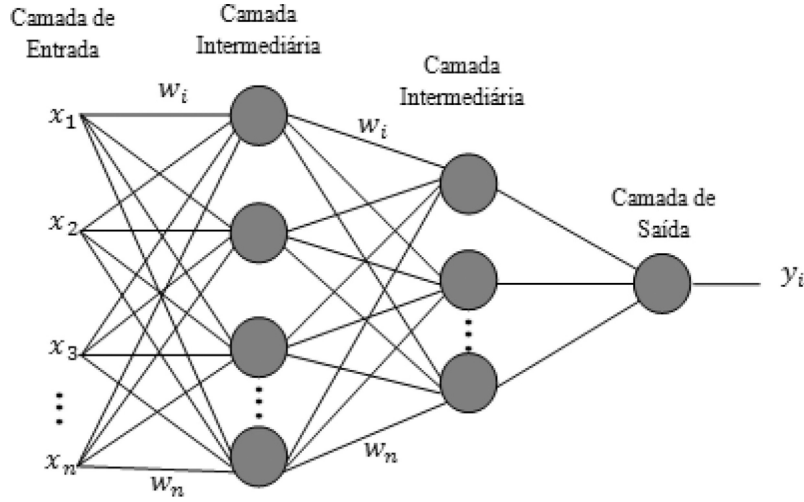 Camada de
Entrada
Camada
Intermediária
Camada
Intermediária
Camada de
Saída
w_i
w_i
x_1
x_2
x_3
x_n
w_n
w_n
y_i